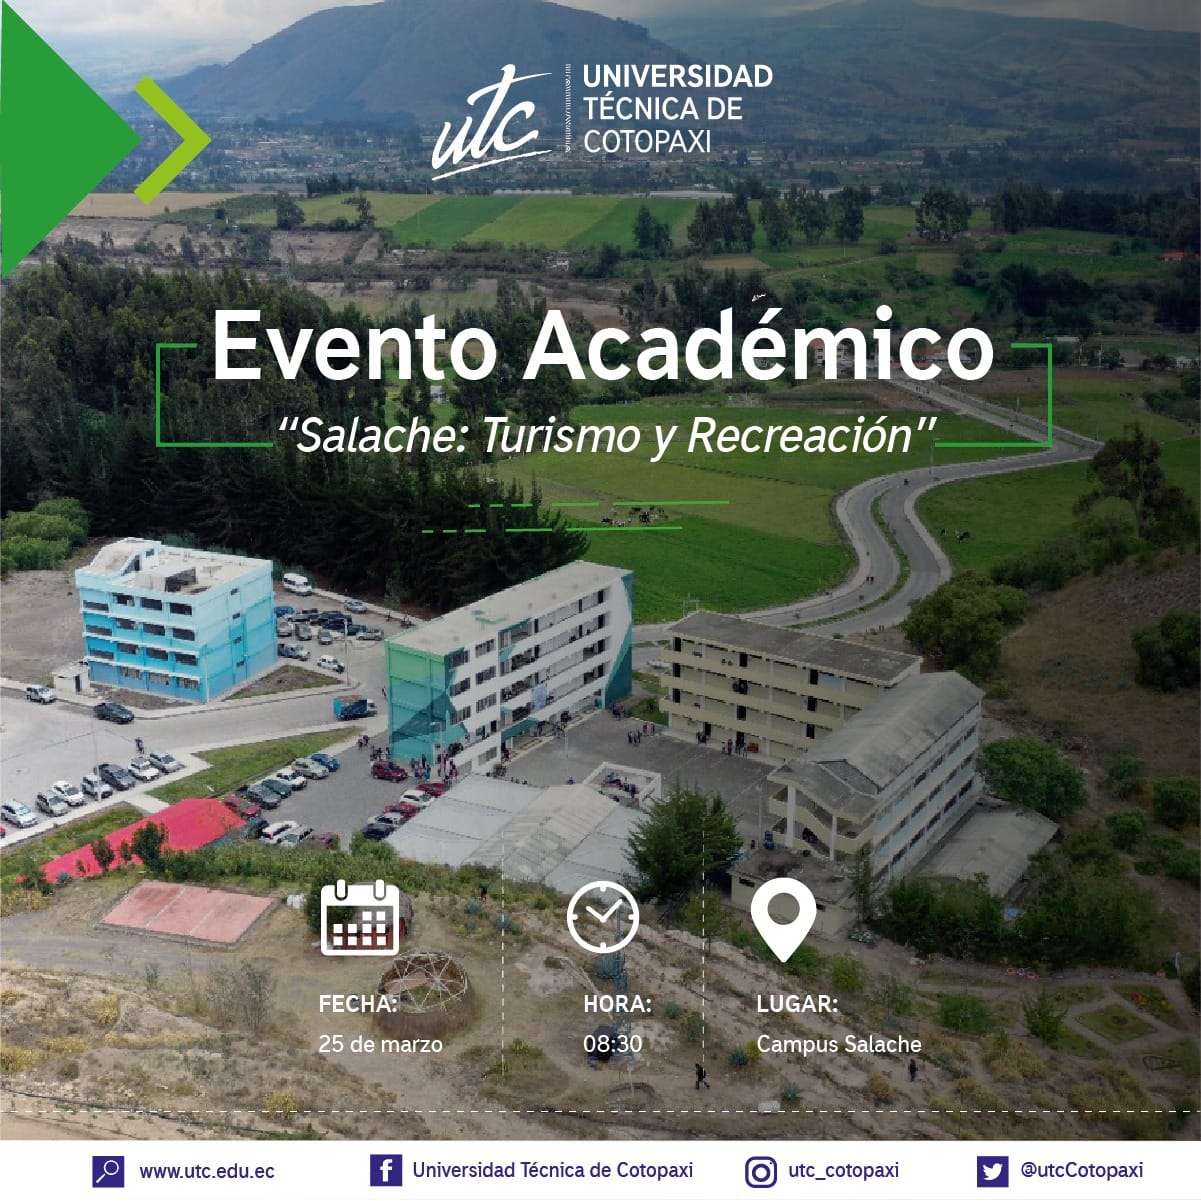 utc
UNIVERSIDAD
TÉCNICA DE
COTOPAXI
Evento Académico
“Salache: Turismo y Recreación”
FECHA:
25 de marzo
HORA:
08:30
LUGAR:
Campus Salache
www.utc.edu.ec
Universidad Técnica de Cotopaxi
utc_cotopaxi
@utcCotopaxi